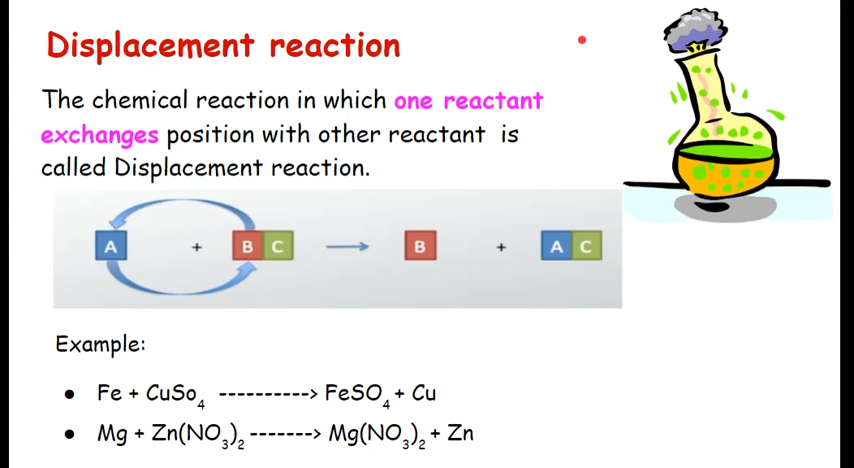 Displacement reaction
The chemical reaction in which one reactant
exchanges position with other reactant is
called Displacement reaction.
A + B C → B + A C
Example:
● Fe + CuSo₄ ----------> FeSO₄ + Cu
● Mg + Zn(NO₃)₂ -------> Mg(NO₃)₂ + Zn